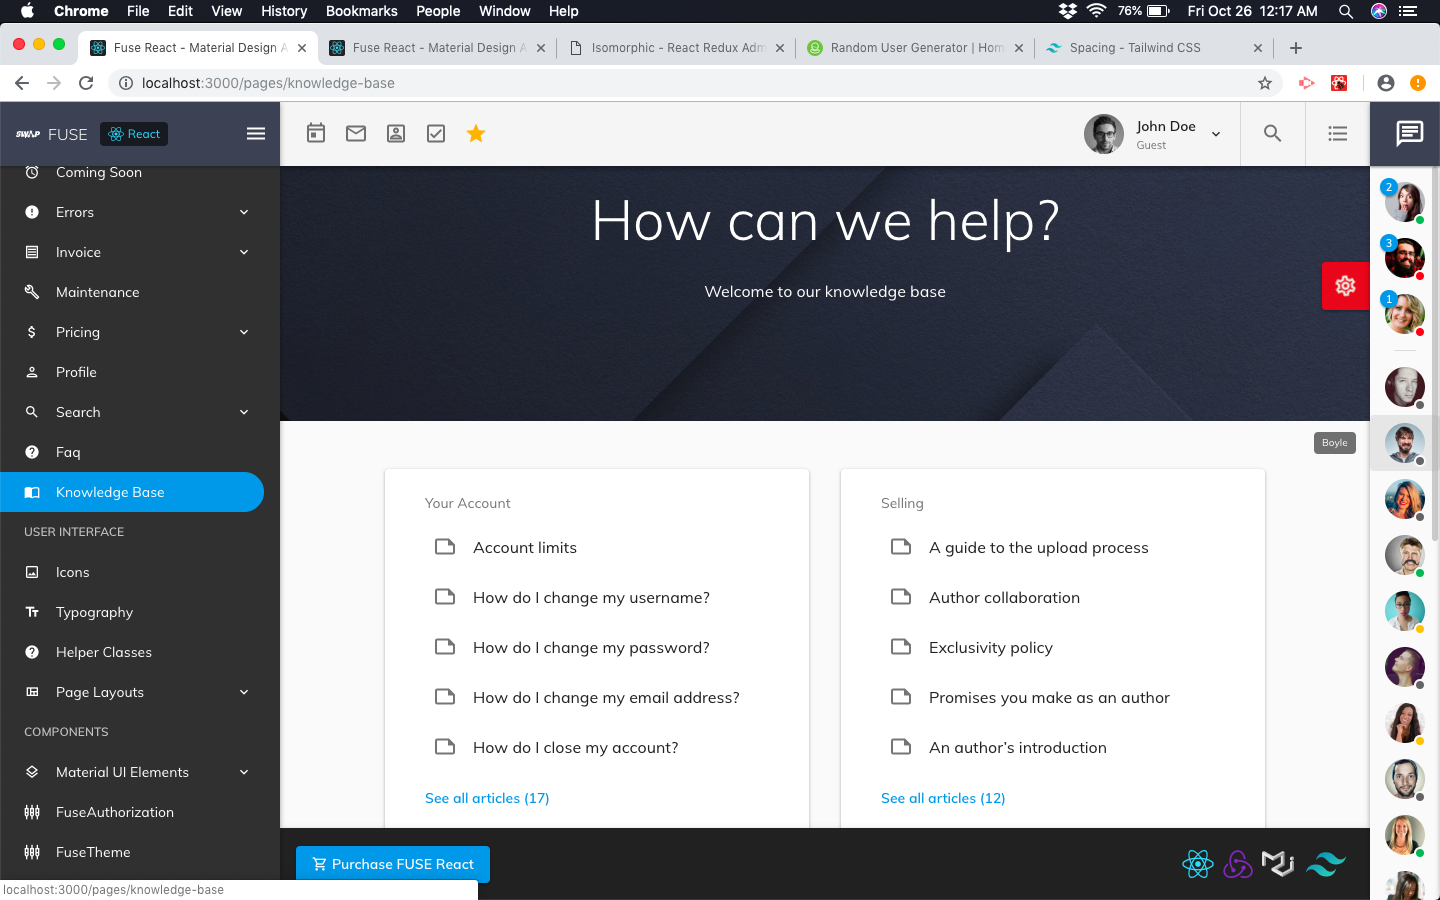 Chrome File Edit View History Bookmarks People Window Help 76% Fri Oct 26 12:17 AM
Fuse React - Material Design A
Fuse React - Material Design A
Isomorphic - React Redux Adm
Random User Generator | Hom
Spacing - Tailwind CSS
localhost:3000/pages/knowledge-base
SWAP FUSE React
John Doe
Guest
Coming Soon
Errors
Invoice
Maintenance
Pricing
Profile
Search
Faq
Knowledge Base
USER INTERFACE
Icons
Typography
Helper Classes
Page Layouts
COMPONENTS
Material UI Elements
FuseAuthorization
FuseTheme
localhost:3000/pages/knowledge-base
How can we help?
Welcome to our knowledge base
Your Account
Account limits
How do I change my username?
How do I change my password?
How do I change my email address?
How do I close my account?
See all articles (17)
Selling
A guide to the upload process
Author collaboration
Exclusivity policy
Promises you make as an author
An author’s introduction
See all articles (12)
Purchase FUSE React
2
3
1
Boyle